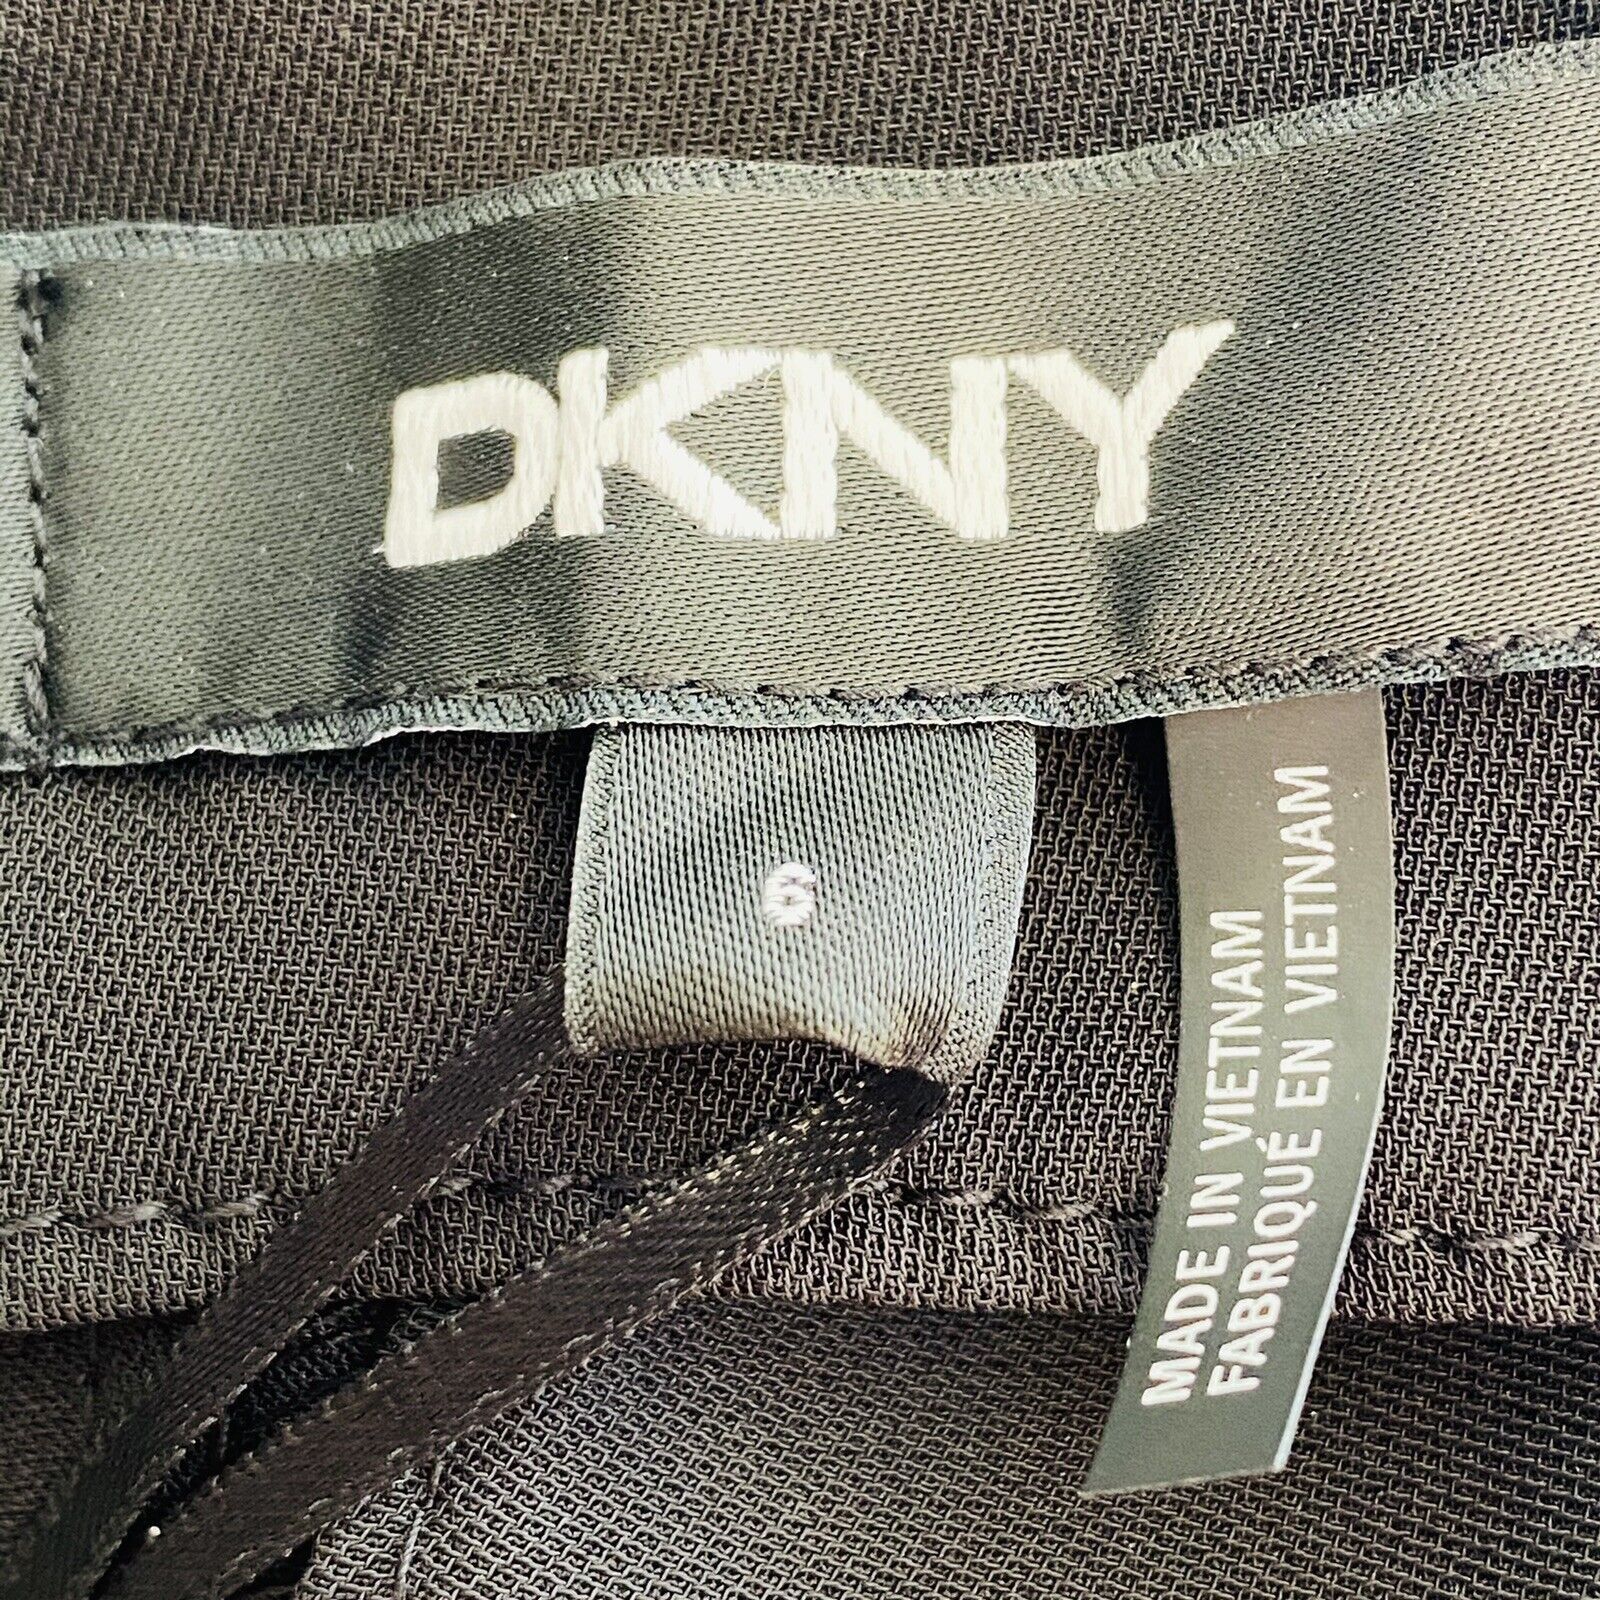 DKNY
6
MADE IN VIETNAM
FABRIQUÉ EN VIETNAM